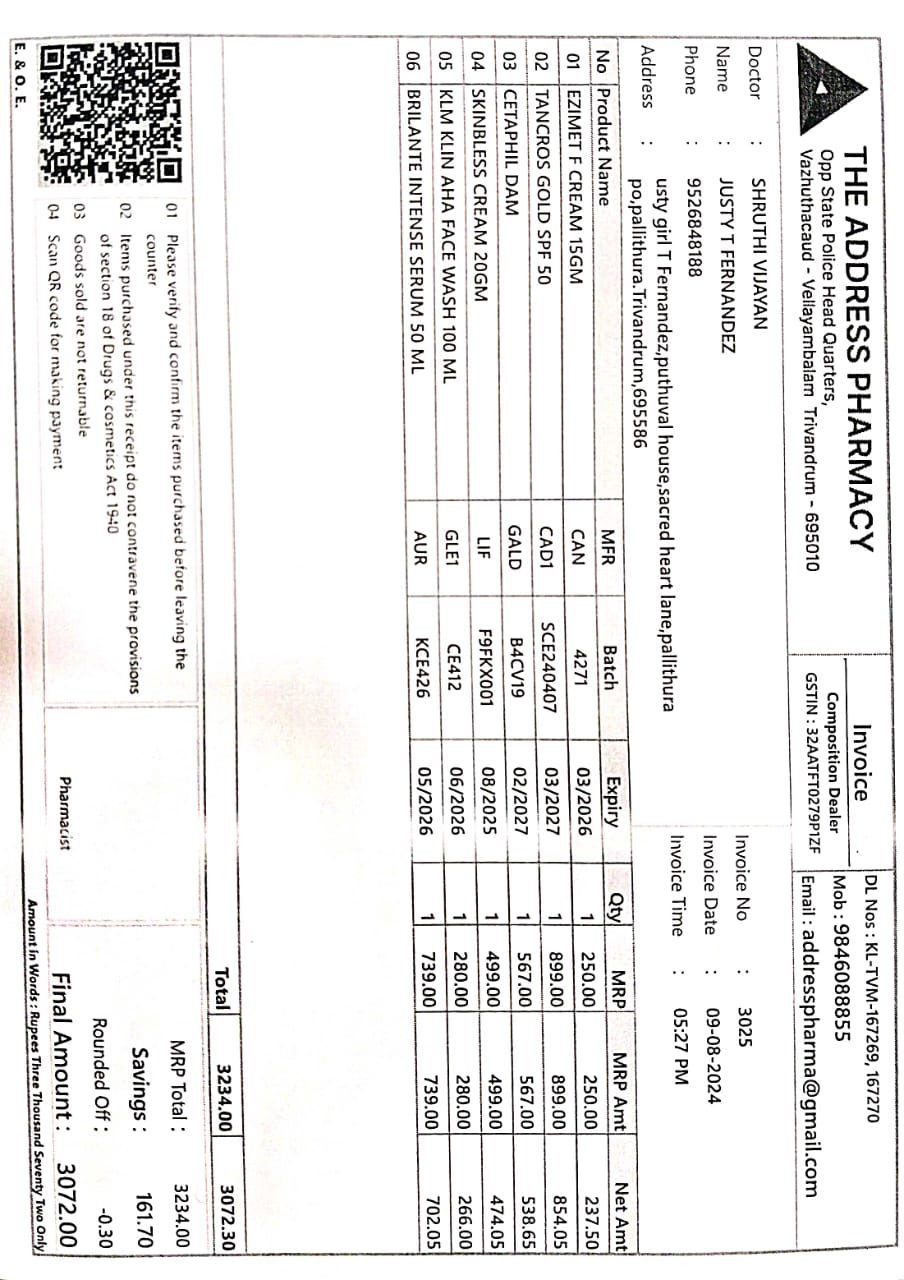 THE ADDRESS PHARMACY
Opp State Police Head Quarters,
Vazhuthacaud - Vellayambalam Trivandrum - 695010
Invoice
Composition Dealer
GSTIN : 32AATFT0279P1ZF
DL Nos : KL-TVM-167269, 167270
Mob : 9846088855
Email : addresspharma@gmail.com
Doctor : SHRUTHI VIJAYAN
Name : JUSTY T FERNANDEZ
Phone : 9526848188
Address : usty girl T Fernandez,puthuval house,sacred heart lane,pallithura
po,pallithura.Trivandrum,695586
Invoice No : 3025
Invoice Date : 09-08-2024
Invoice Time : 05:27 PM
No Product Name MFR Batch Expiry Qty MRP MRP Amt Net Amt
01 EZIMET F CREAM 15GM CAN 4271 03/2026 1 250.00 250.00 237.50
02 TANCROS GOLD SPF 50 CAD1 SCE240407 03/2027 1 899.00 899.00 854.05
03 CETAPHIL DAM GALD B4CV19 02/2027 1 567.00 567.00 538.65
04 SKINBLESS CREAM 20GM LIF F9FKX001 08/2025 1 499.00 499.00 474.05
05 KLM KLIN AHA FACE WASH 100 ML GLE1 CE412 06/2026 1 280.00 280.00 266.00
06 BRILANTE INTENSE SERUM 50 ML AUR KCE426 05/2026 1 739.00 739.00 702.05
Total 3234.00 3072.30
01 Please verify and confirm the items purchased before leaving the
counter
02 Items purchased under this receipt do not contravene the provisions
of section 18 of Drugs & cosmetics Act 1940
03 Goods sold are not returnable
04 Scan QR code for making payment
Pharmacist
MRP Total : 3234.00
Savings : 161.70
Rounded Off : -0.30
Final Amount : 3072.00
Amount in Words : Rupees Three Thousand Seventy Two Only
E. & O. E.